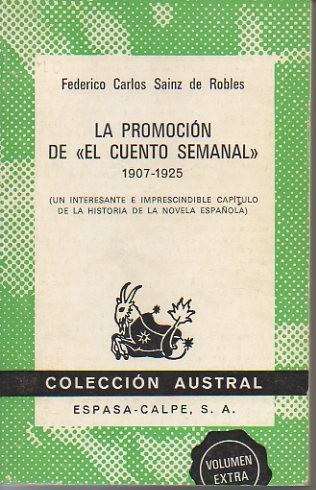 Federico Carlos Sainz de Robles
LA PROMOCIÓN
DE «EL CUENTO SEMANAL»
1907-1925
(UN INTERESANTE E IMPRESCINDIBLE CAPÍTULO
DE LA HISTORIA DE LA NOVELA ESPAÑOLA)
COLECCIÓN AUSTRAL
ESPASA-CALPE, S. A.
VOLUMEN
EXTRA